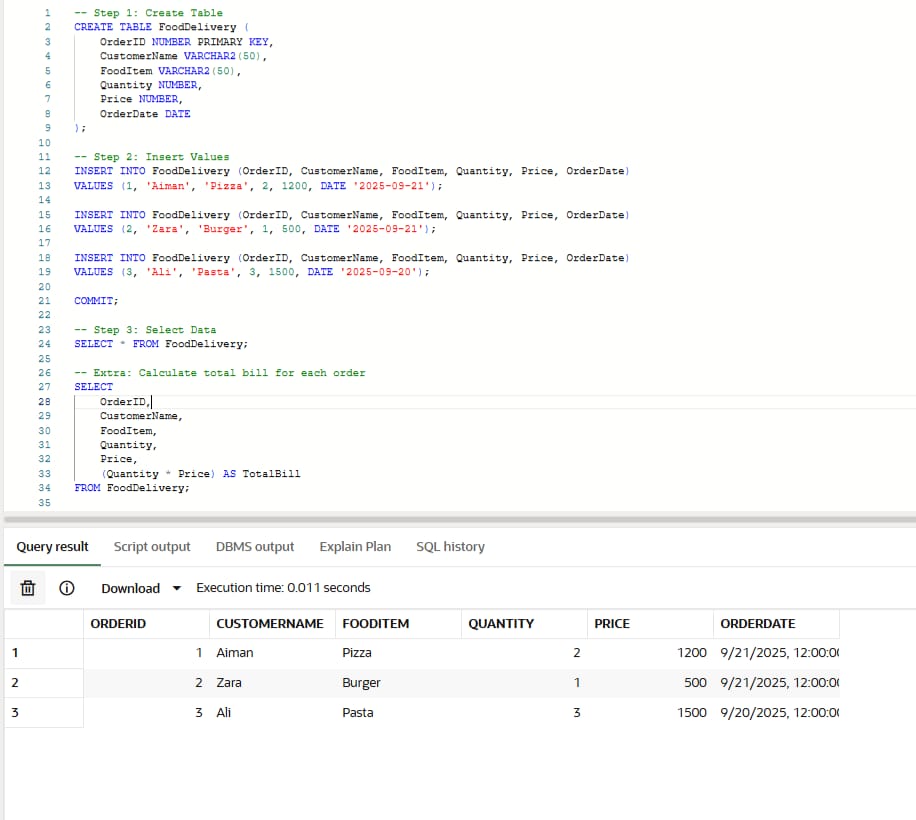 1 -- Step 1: Create Table
2 CREATE TABLE FoodDelivery (
3 OrderID NUMBER PRIMARY KEY,
4 CustomerName VARCHAR2(50),
5 FoodItem VARCHAR2(50),
6 Quantity NUMBER,
7 Price NUMBER,
8 OrderDate DATE
9 );
10
11 -- Step 2: Insert Values
12 INSERT INTO FoodDelivery (OrderID, CustomerName, FoodItem, Quantity, Price, OrderDate)
13 VALUES (1, 'Aiman', 'Pizza', 2, 1200, DATE '2025-09-21');
14
15 INSERT INTO FoodDelivery (OrderID, CustomerName, FoodItem, Quantity, Price, OrderDate)
16 VALUES (2, 'Zara', 'Burger', 1, 500, DATE '2025-09-21');
17
18 INSERT INTO FoodDelivery (OrderID, CustomerName, FoodItem, Quantity, Price, OrderDate)
19 VALUES (3, 'Ali', 'Pasta', 3, 1500, DATE '2025-09-20');
20
21 COMMIT;
22
23 -- Step 3: Select Data
24 SELECT * FROM FoodDelivery;
25
26 -- Extra: Calculate total bill for each order
27 SELECT
28 OrderID,
29 CustomerName,
30 FoodItem,
31 Quantity,
32 Price,
33 (Quantity * Price) AS TotalBill
34 FROM FoodDelivery;
35
Query result Script output DBMS output Explain Plan SQL history
Download Execution time: 0.011 seconds
ORDERID CUSTOMERNAME FOODITEM QUANTITY PRICE ORDERDATE
1 1 Aiman Pizza 2 1200 9/21/2025, 12:00:00
2 2 Zara Burger 1 500 9/21/2025, 12:00:00
3 3 Ali Pasta 3 1500 9/20/2025, 12:00:00